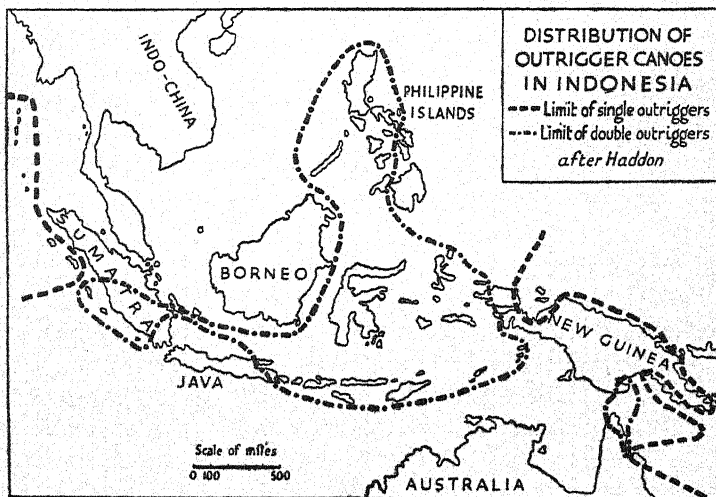 DISTRIBUTION OF
OUTRIGGER CANOES
IN INDONESIA
Limit of single outriggers
Limit of double outriggers
after Haddon
INDO-CHINA
PHILIPPINE
ISLANDS
SUMATRA
BORNEO
NEW GUINEA
JAVA
Scale of miles
0 100 500
AUSTRALIA